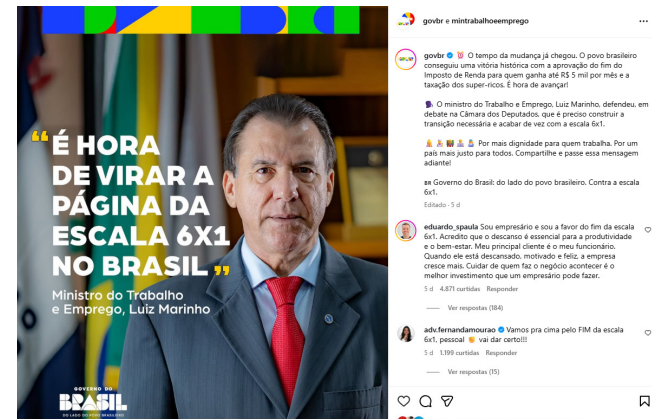 “É HORA
DE VIRAR A
PÁGINA DA
ESCALA 6X1
NO BRASIL”
Ministro do Trabalho
e Emprego, Luiz Marinho
GOVERNO DO
BRASIL
DO LADO DO POVO BRASILEIRO
govbr e mintrabalhoeemprego
govbr O tempo da mudança já chegou. O povo brasileiro
conseguiu uma vitória histórica com a aprovação do fim do
Imposto de Renda para quem ganha até R$ 5 mil por mês e a
taxação dos super-ricos. É hora de avançar!
O ministro do Trabalho e Emprego, Luiz Marinho, defendeu, em
debate na Câmara dos Deputados, que é preciso construir a
transição necessária e acabar de vez com a escala 6x1.
Por mais dignidade para quem trabalha. Por um
país mais justo para todos. Compartilhe e passe essa mensagem
adiante!
BR Governo do Brasil: do lado do povo brasileiro. Contra a escala
6x1.
Editado · 5 d
eduardo_spaula Sou empresário e sou a favor do fim da escala
6x1. Acredito que o descanso é essencial para a produtividade
e o bem-estar. Meu principal cliente é o meu funcionário.
Quando ele está descansado, motivado e feliz, a empresa
cresce mais. Cuidar de quem faz o negócio acontecer é o
melhor investimento que um empresário pode fazer.
5 d 4.871 curtidas Responder
Ver respostas (184)
adv.fernandamourao Vamos pra cima pelo FIM da escala
6x1, pessoal vai dar certo!!!
5 d 1.199 curtidas Responder
Ver respostas (15)